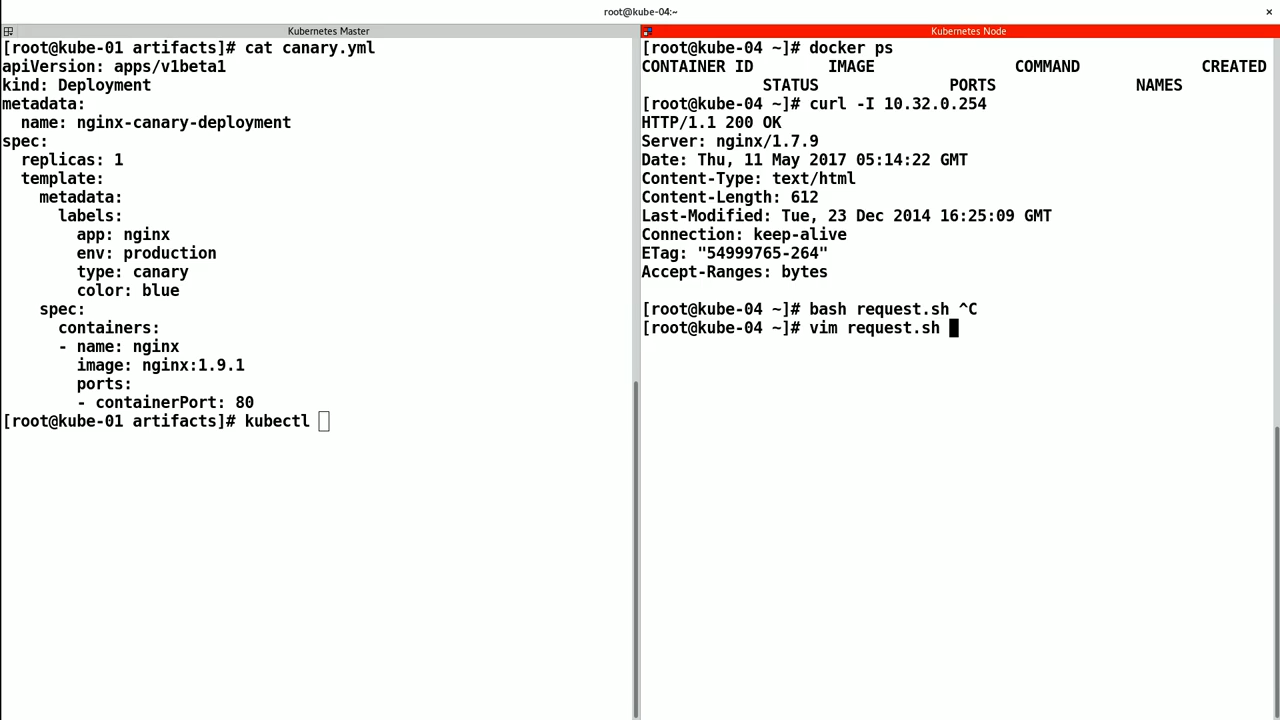 root@kube-04:~
Kubernetes Master
[root@kube-01 artifacts]# cat canary.yml
apiVersion: apps/v1beta1
kind: Deployment
metadata:
  name: nginx-canary-deployment
spec:
  replicas: 1
  template:
    metadata:
      labels:
        app: nginx
        env: production
        type: canary
        color: blue
    spec:
      containers:
      - name: nginx
        image: nginx:1.9.1
        ports:
        - containerPort: 80
[root@kube-01 artifacts]# kubectl
Kubernetes Node
[root@kube-04 ~]# docker ps
CONTAINER ID        IMAGE               COMMAND             CREATED
             STATUS              PORTS               NAMES
[root@kube-04 ~]# curl -I 10.32.0.254
HTTP/1.1 200 OK
Server: nginx/1.7.9
Date: Thu, 11 May 2017 05:14:22 GMT
Content-Type: text/html
Content-Length: 612
Last-Modified: Tue, 23 Dec 2014 16:25:09 GMT
Connection: keep-alive
ETag: "54999765-264"
Accept-Ranges: bytes
[root@kube-04 ~]# bash request.sh ^C
[root@kube-04 ~]# vim request.sh